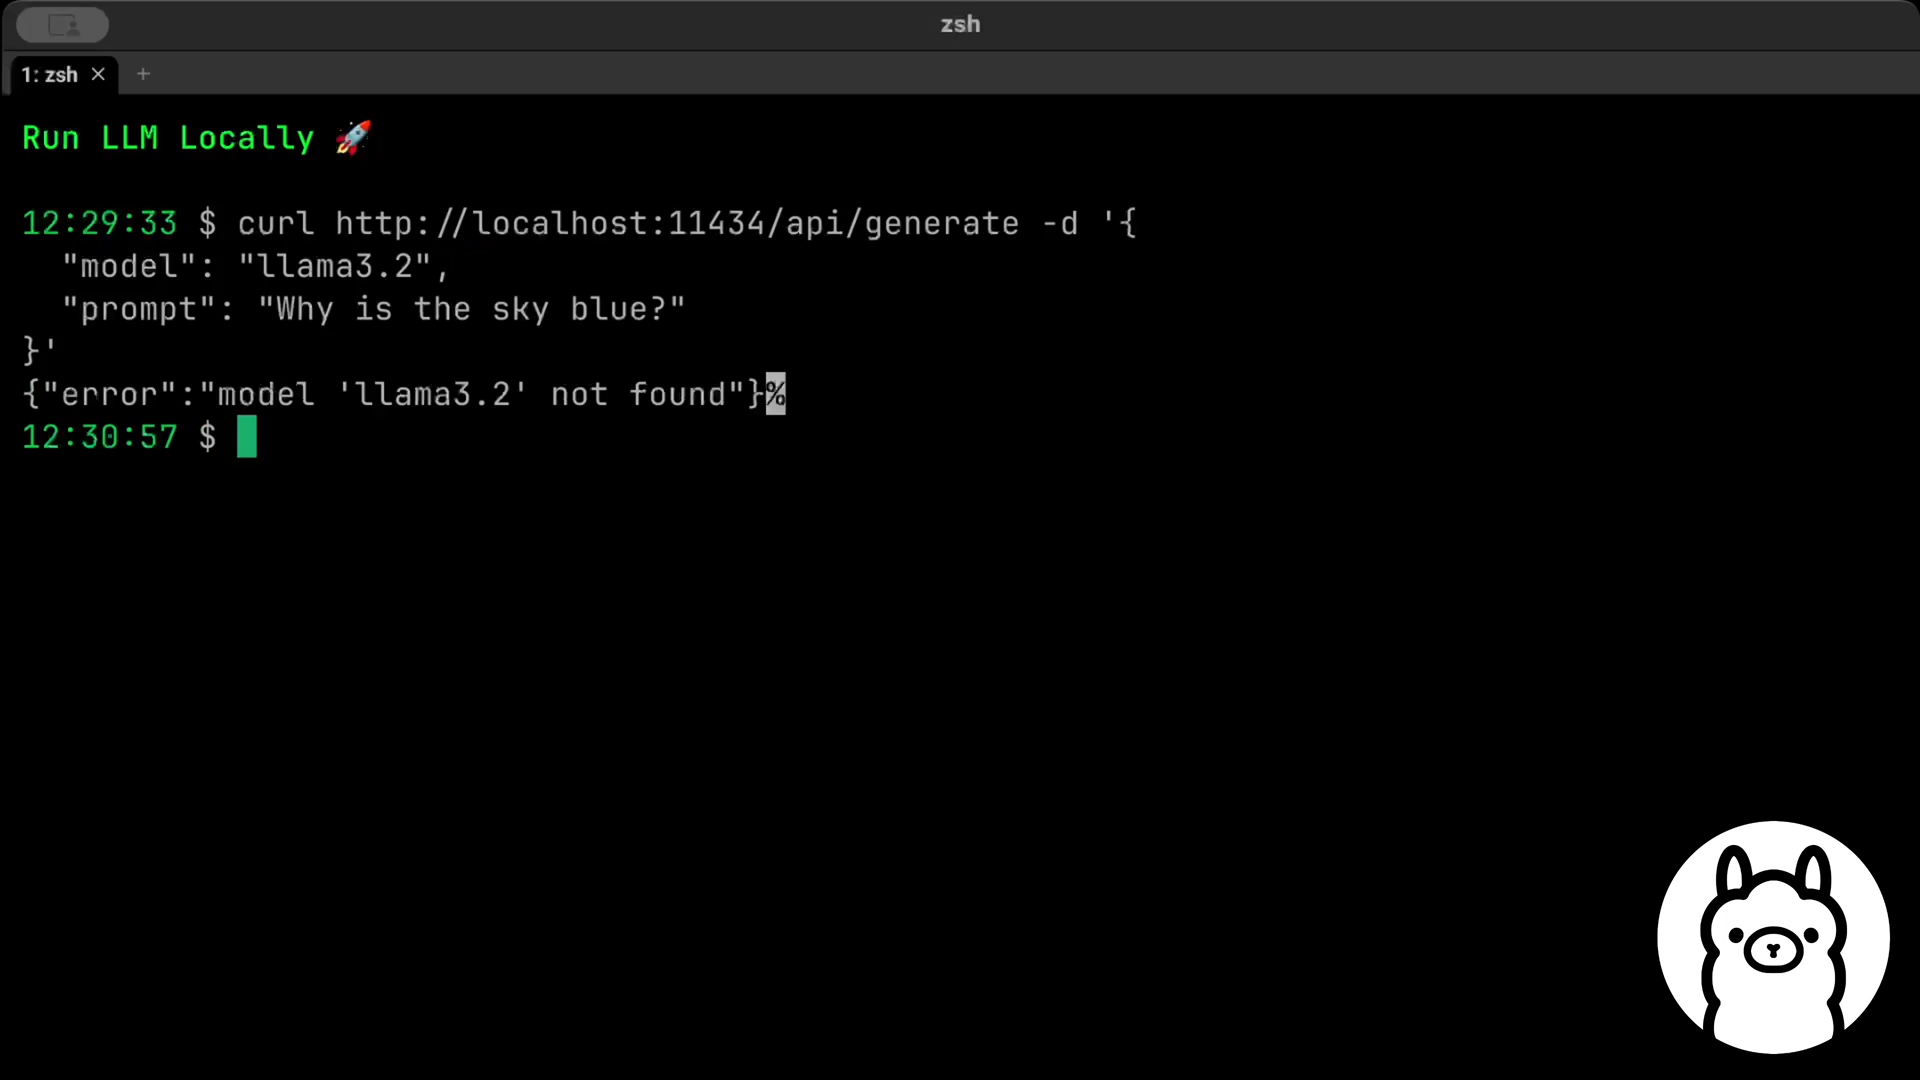 zsh
1: zsh × +
Run LLM Locally 🚀
12:29:33 $ curl http://localhost:11434/api/generate -d '{
"model": "llama3.2",
"prompt": "Why is the sky blue?"
}'
{"error":"model 'llama3.2' not found"}%
12:30:57 $